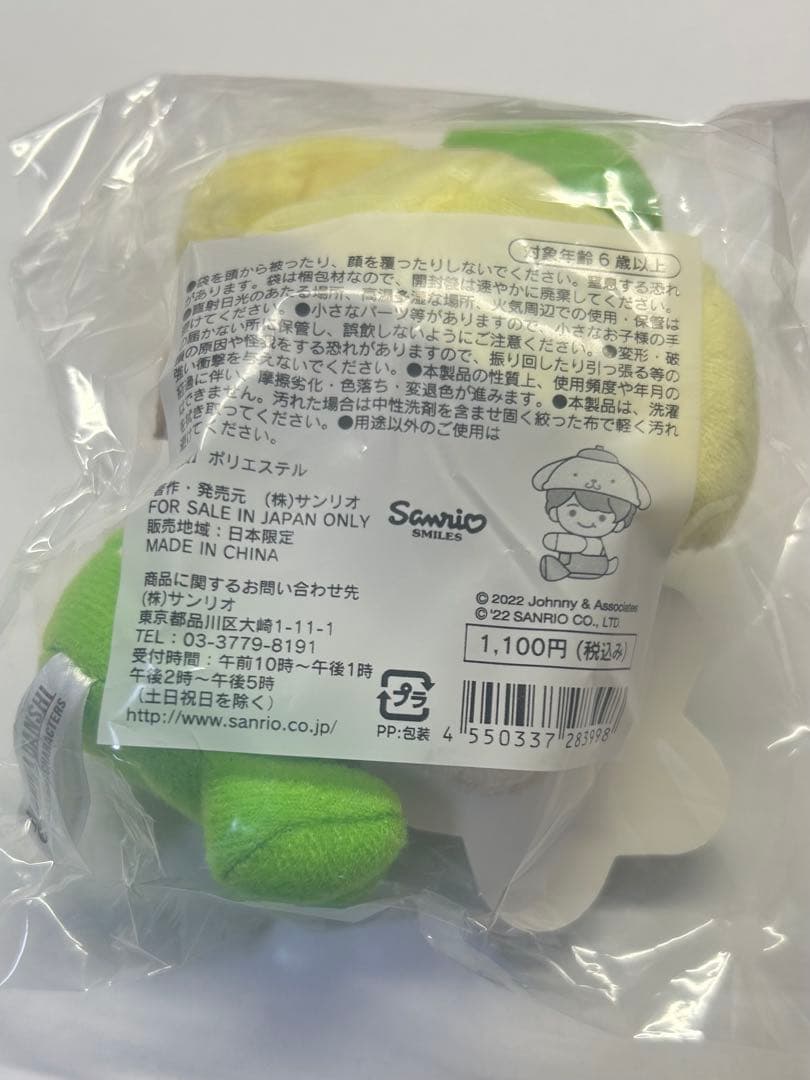 対象年齢6歳以上
●袋を頭から被ったり、顔を覆ったりしないでください。窒息する恐れ
があります。袋は梱包材なので、開封後は速やかに廃棄してください。
●直射日光のあたる場所、高温多湿な場所、火気周辺での使用・保管は
避けてください。●小さなパーツ等がありますので、小さなお子様の手
の届かない所に保管し、誤飲しないようにご注意ください。●変形・破
損の原因や怪我をする恐れがありますので、振り回したり引っ張る等の
強い衝撃を与えないでください。●本製品の性質上、使用頻度や年月の
経過に伴い、摩擦劣化・色落ち・変退色が進みます。●本製品は、洗濯
はできません。汚れた場合は中性洗剤を含ませ固く絞った布で軽く汚れ
を拭き取ってください。●用途以外のご使用は
避けてください。
ポリエステル
著作・発売元 (株)サンリオ
FOR SALE IN JAPAN ONLY
販売地域:日本限定
MADE IN CHINA
Sanrio
SMILES
商品に関するお問い合わせ先
(株)サンリオ
東京都品川区大崎1-11-1
TEL:03-3779-8191
受付時間:午前10時~午後1時
午後2時~午後5時
(土日祝日を除く)
http://www.sanrio.co.jp/
© 2022 Johnny & Associates
©'22 SANRIO CO., LTD.
1,100円(税込み)
プラ
PP:包装
4 550337 283998
DANSHI
CHARACTERS